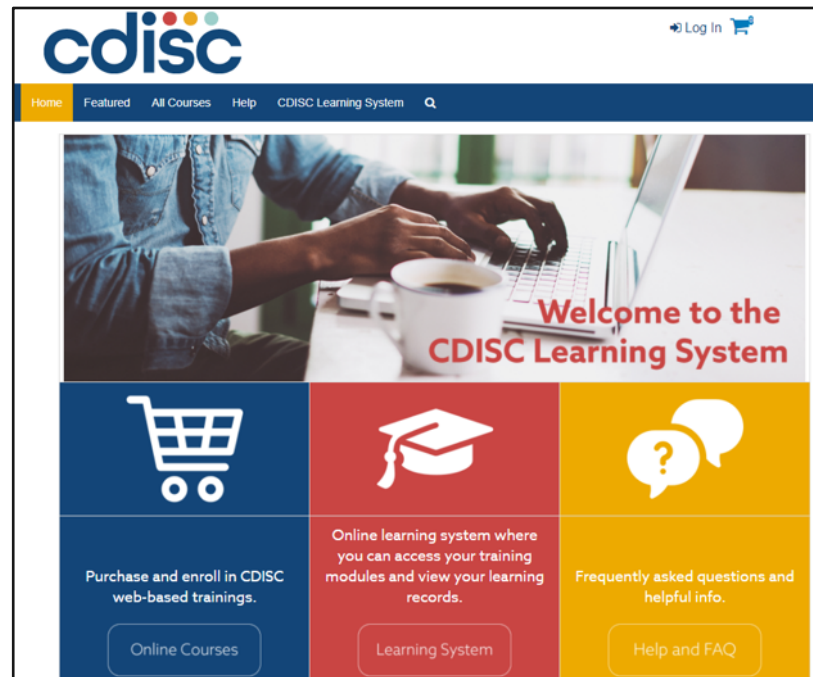 cdisc
Log In
Home Featured All Courses Help CDISC Learning System
Welcome to the
CDISC Learning System
Purchase and enroll in CDISC
web-based trainings.
Online Courses
Online learning system where
you can access your training
modules and view your learning
records.
Learning System
?
Frequently asked questions and
helpful info.
Help and FAQ